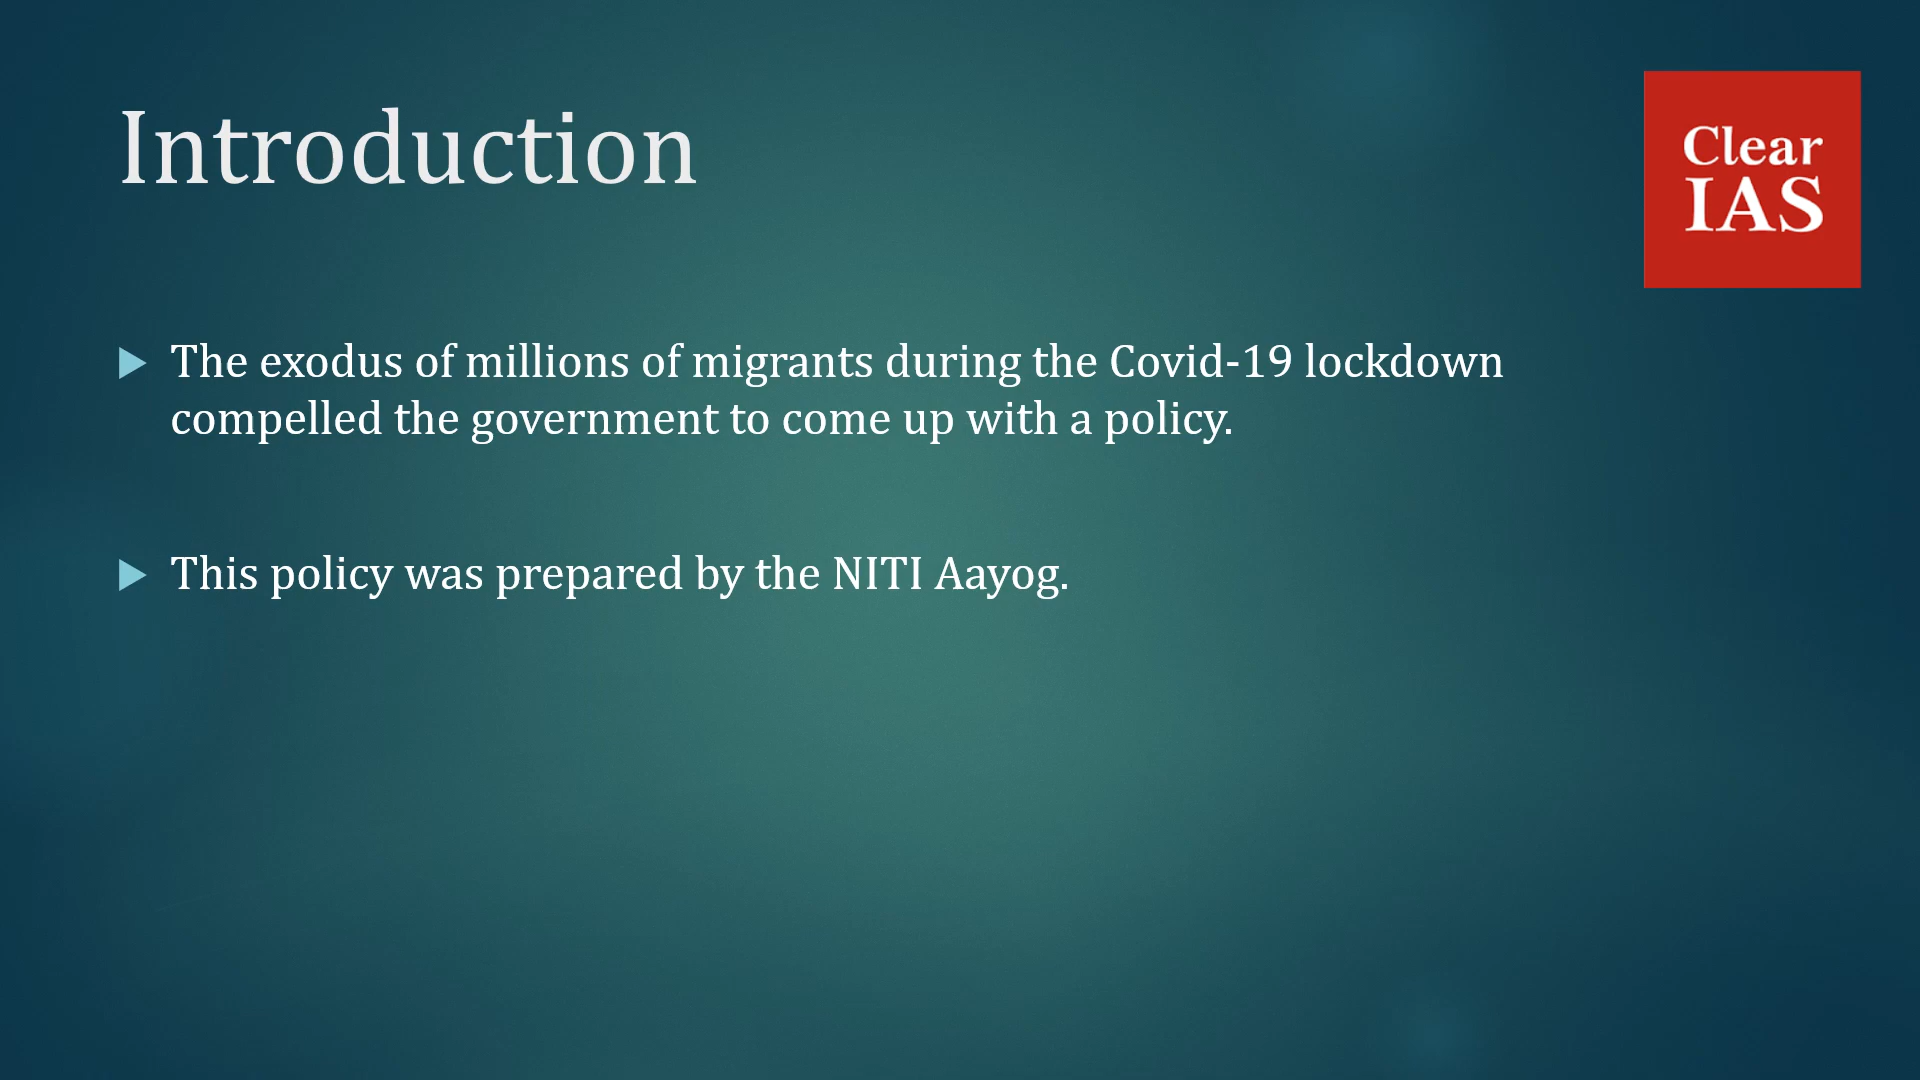 Introduction
Clear
IAS
The exodus of millions of migrants during the Covid-19 lockdown
compelled the government to come up with a policy.
This policy was prepared by the NITI Aayog.